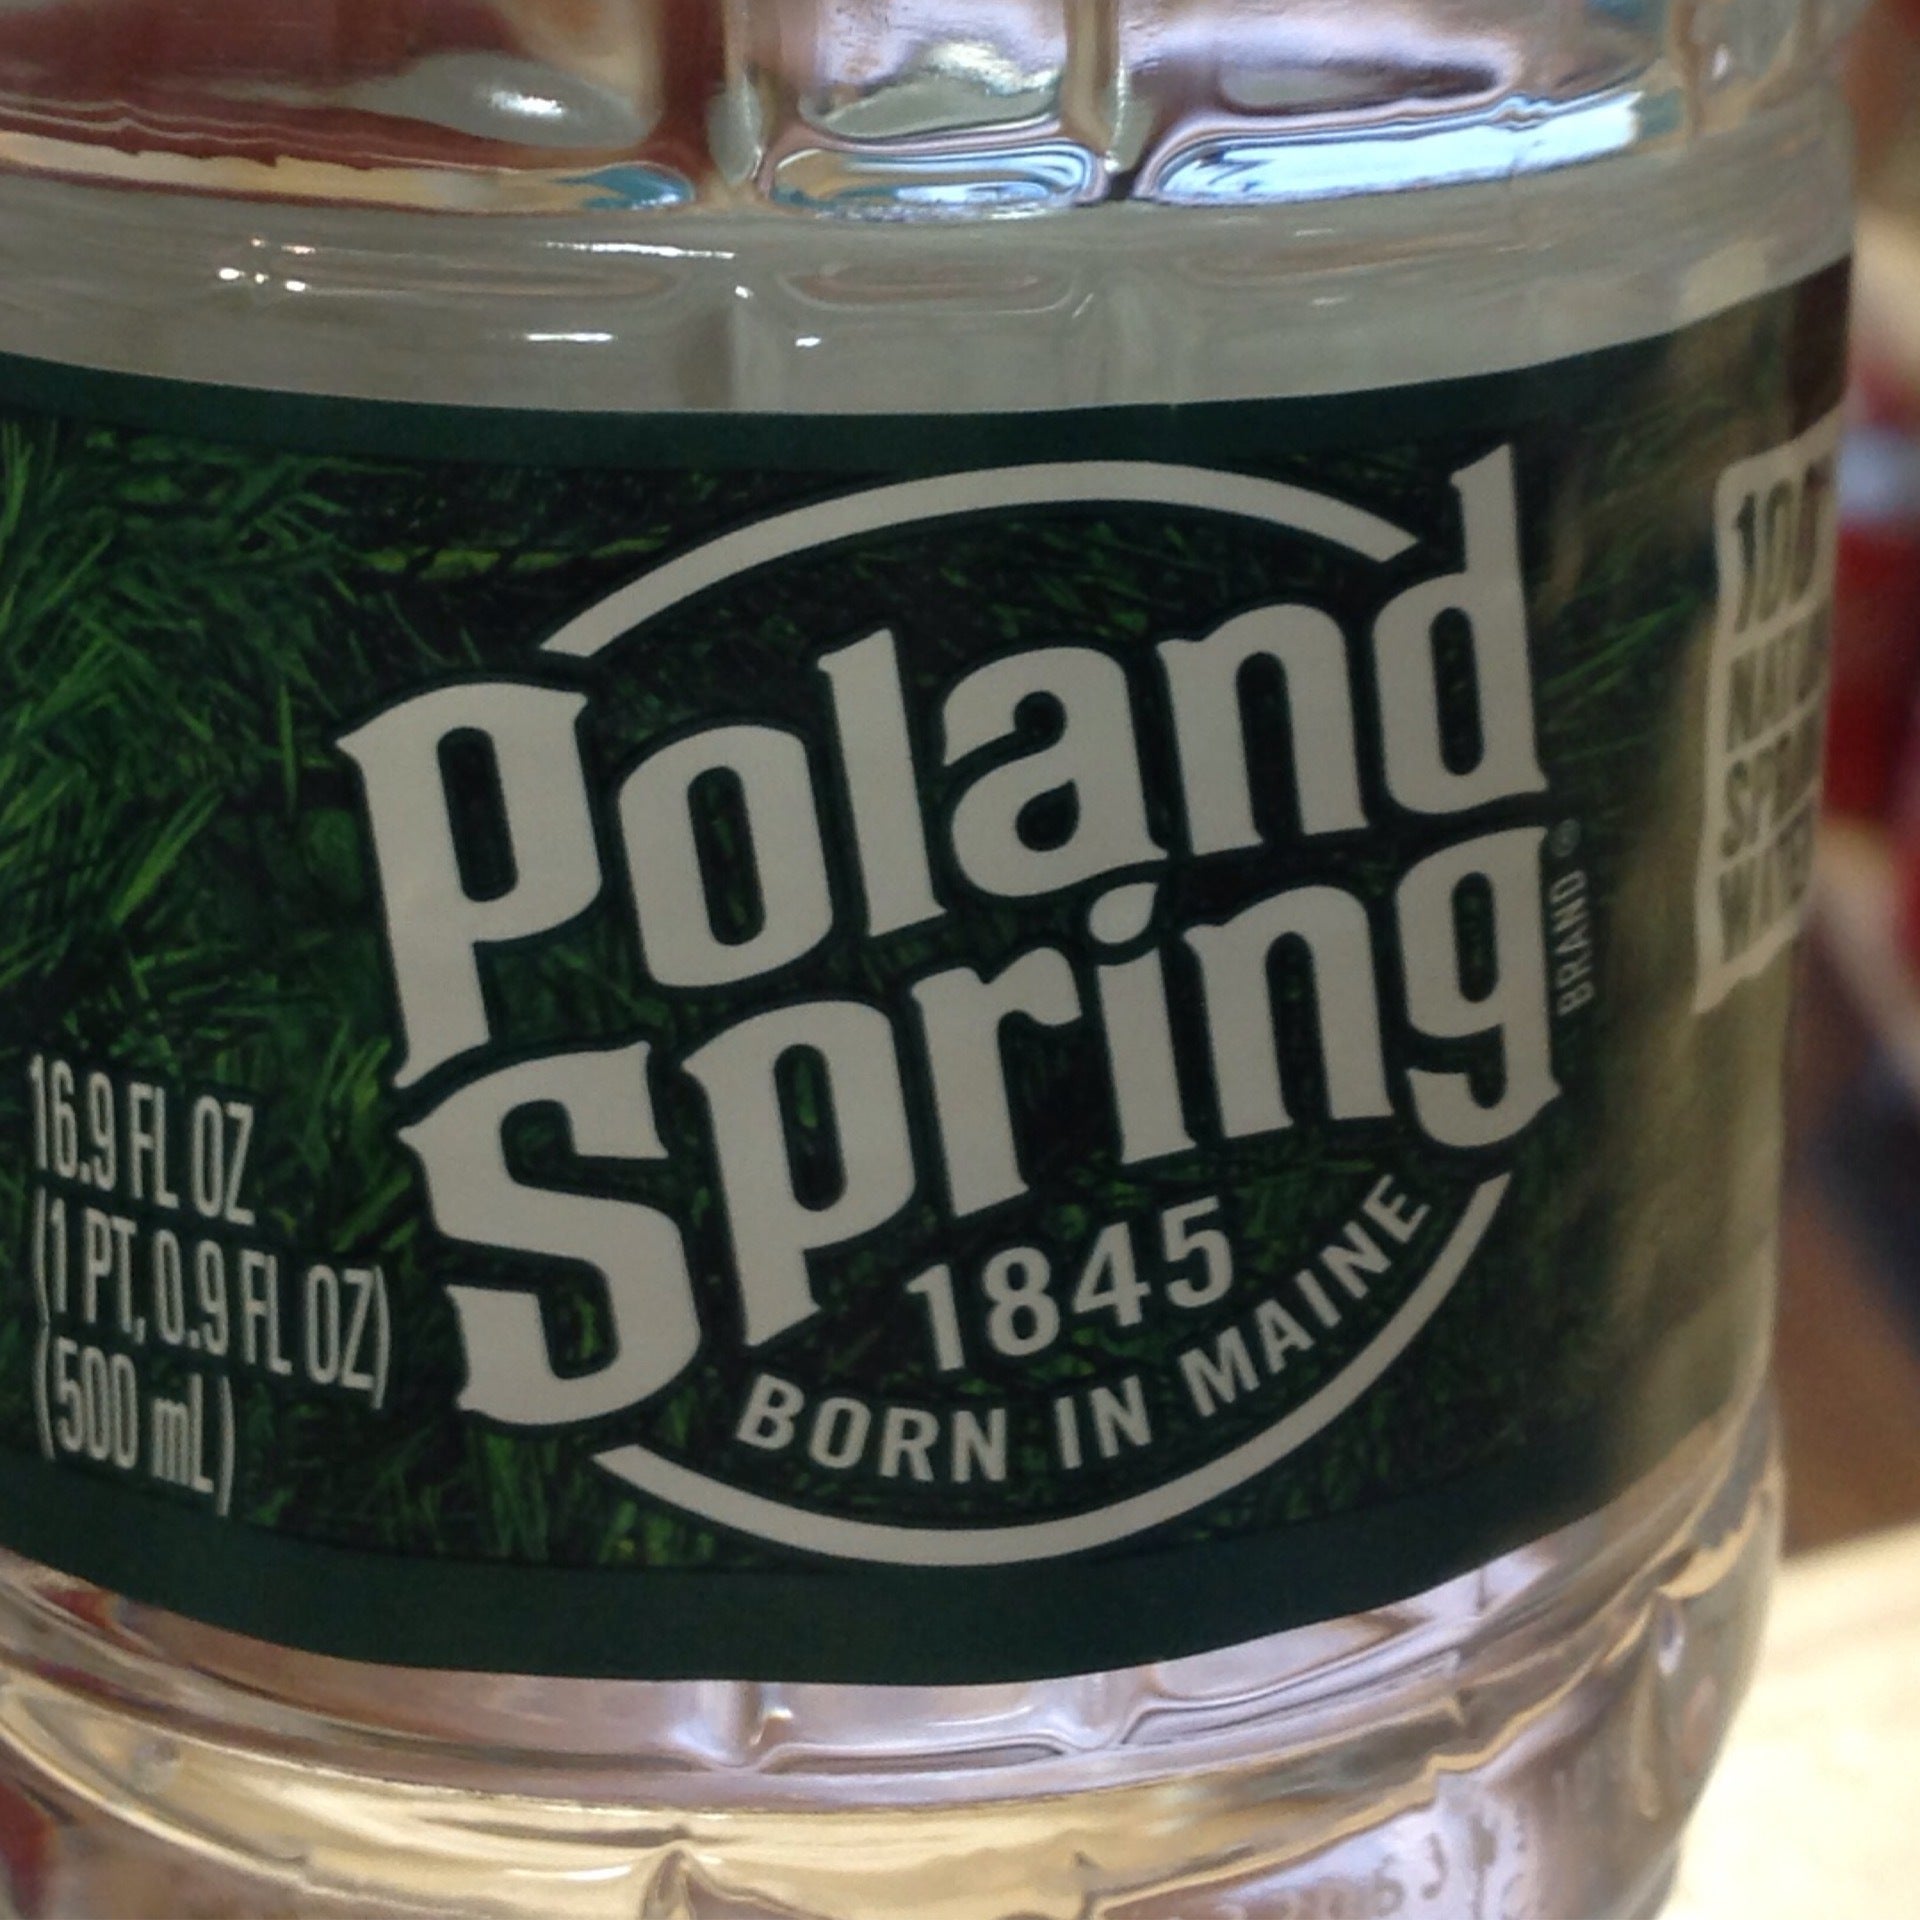 Poland
Spring
BRAND ®
1845
BORN IN MAINE
16.9 FL OZ
(1 PT, 0.9 FL OZ)
(500 mL)